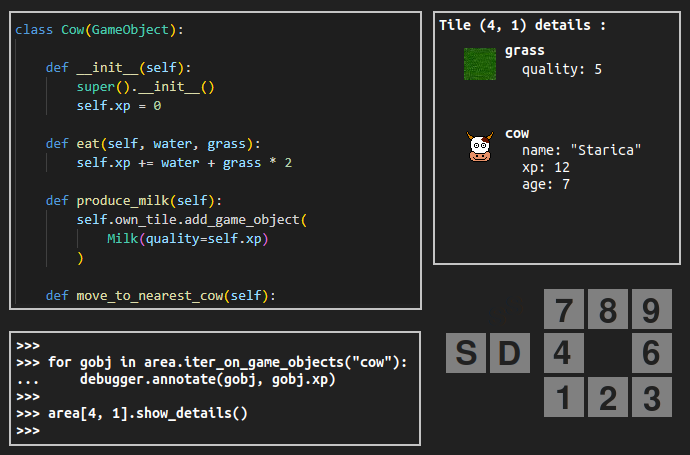 class Cow(GameObject):
def __init__(self):
super().__init__()
self.xp = 0
def eat(self, water, grass):
self.xp += water + grass * 2
def produce_milk(self):
self.own_tile.add_game_object(
Milk(quality=self.xp)
)
def move_to_nearest_cow(self):
>>>
>>> for gobj in area.iter_on_game_objects("cow"):
...     debugger.annotate(gobj, gobj.xp)
>>>
>>> area[4, 1].show_details()
>>>
Tile (4, 1) details :
grass
quality: 5
cow
name: "Starica"
xp: 12
age: 7
7 8 9
S D 4 6
1 2 3